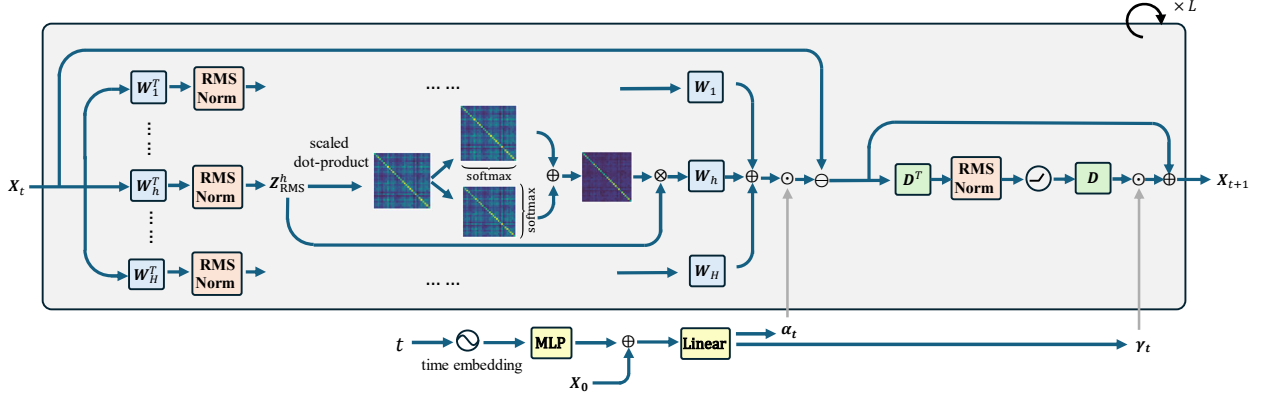 × L
W_1^T
RMS
Norm
... ...
W_1
... ...
scaled
dot-product
softmax
X_t
W_h^T
RMS
Norm
Z_RMS^h
softmax
⊕
⊗
W_h
⊕
⊙
⊖
D^T
RMS
Norm
D
⊙
⊕
X_{t+1}
... ...
W_H^T
RMS
Norm
... ...
W_H
t
time embedding
MLP
⊕
Linear
α_t
γ_t
X_0